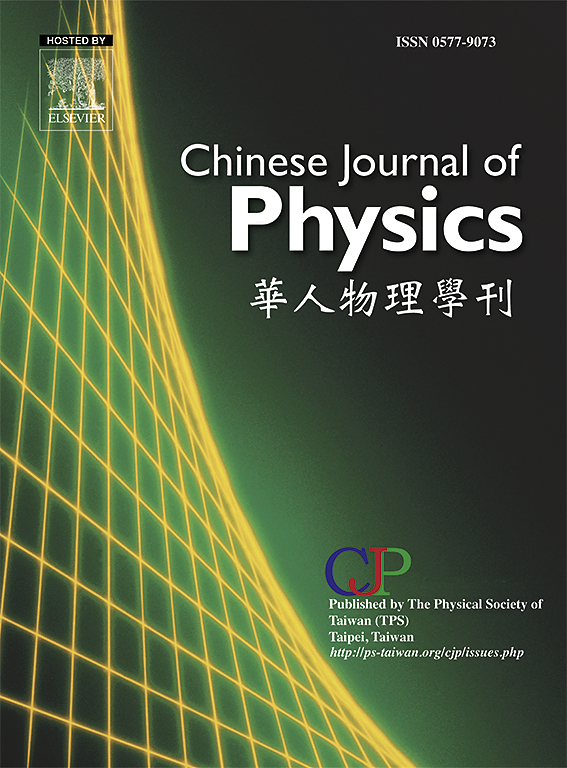 HOSTED BY
ELSEVIER
ISSN 0577-9073
Chinese Journal of
Physics
華人物理學刊
CJP
Published by The Physical Society of
Taiwan (TPS)
Taipei, Taiwan
http://ps-taiwan.org/cjp/issues.php